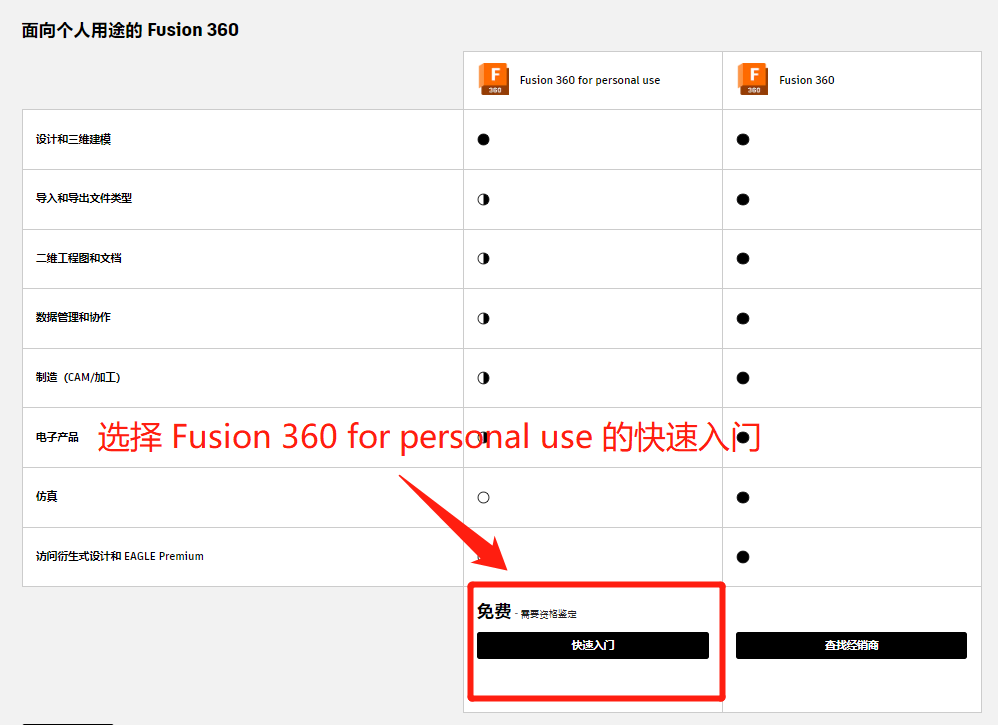 面向个人用途的 Fusion 360
F
360
Fusion 360 for personal use
F
360
Fusion 360
设计和三维建模
导入和导出文件类型
二维工程图和文档
数据管理和协作
制造（CAM/加工）
电子产品
选择 Fusion 360 for personal use 的快速入门
仿真
访问衍生式设计和 EAGLE Premium
免费 - 需要资格鉴定
快速入门
查找经销商